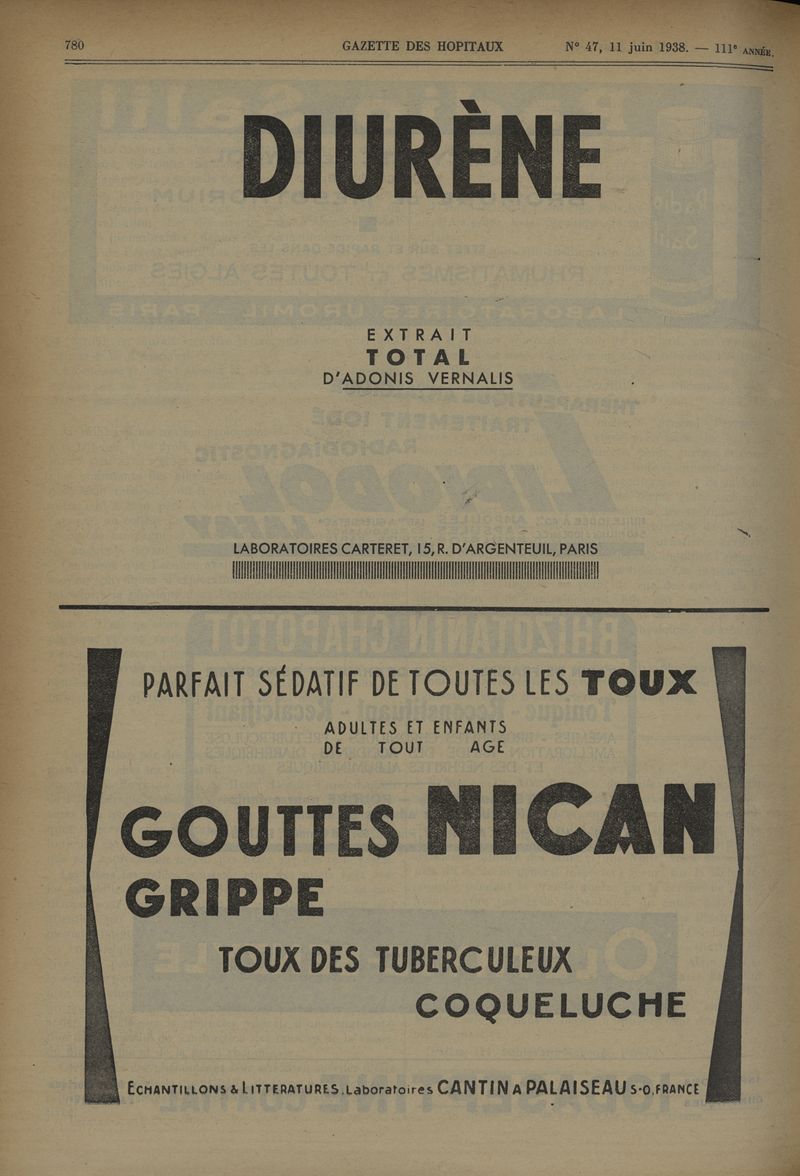 780 GAZETTE DES HOPITAUX N° 47, 11 juin 1938. — 111e ANNÉE.
DIURÈNE
EXTRAIT
TOTAL
D'ADONIS VERNALIS
LABORATOIRES CARTERET, 15, R. D'ARGENTEUIL, PARIS
PARFAIT SÉDATIF DE TOUTES LES TOUX
ADULTES ET ENFANTS
DE TOUT AGE
GOUTTES NICAN
GRIPPE
TOUX DES TUBERCULEUX
COQUELUCHE
ECHANTILLONS & LITTERATURES. Laboratoires CANTIN A PALAISEAU S-O. FRANCE